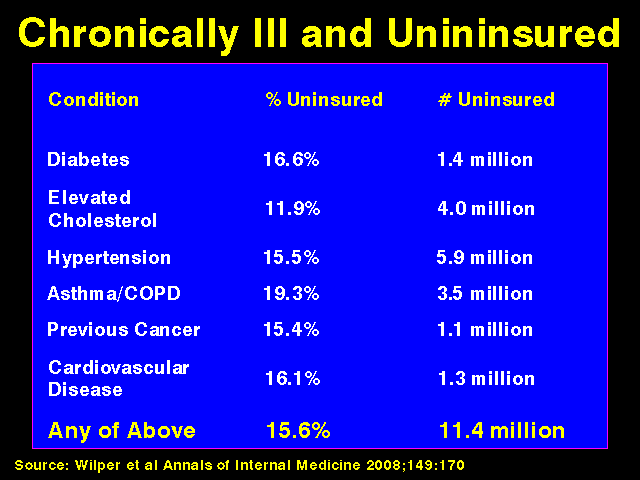 Chronically Ill and Unininsured
Condition % Uninsured # Uninsured
Diabetes 16.6% 1.4 million
Elevated
Cholesterol 11.9% 4.0 million
Hypertension 15.5% 5.9 million
Asthma/COPD 19.3% 3.5 million
Previous Cancer 15.4% 1.1 million
Cardiovascular
Disease 16.1% 1.3 million
Any of Above 15.6% 11.4 million
Source: Wilper et al Annals of Internal Medicine 2008;149:170